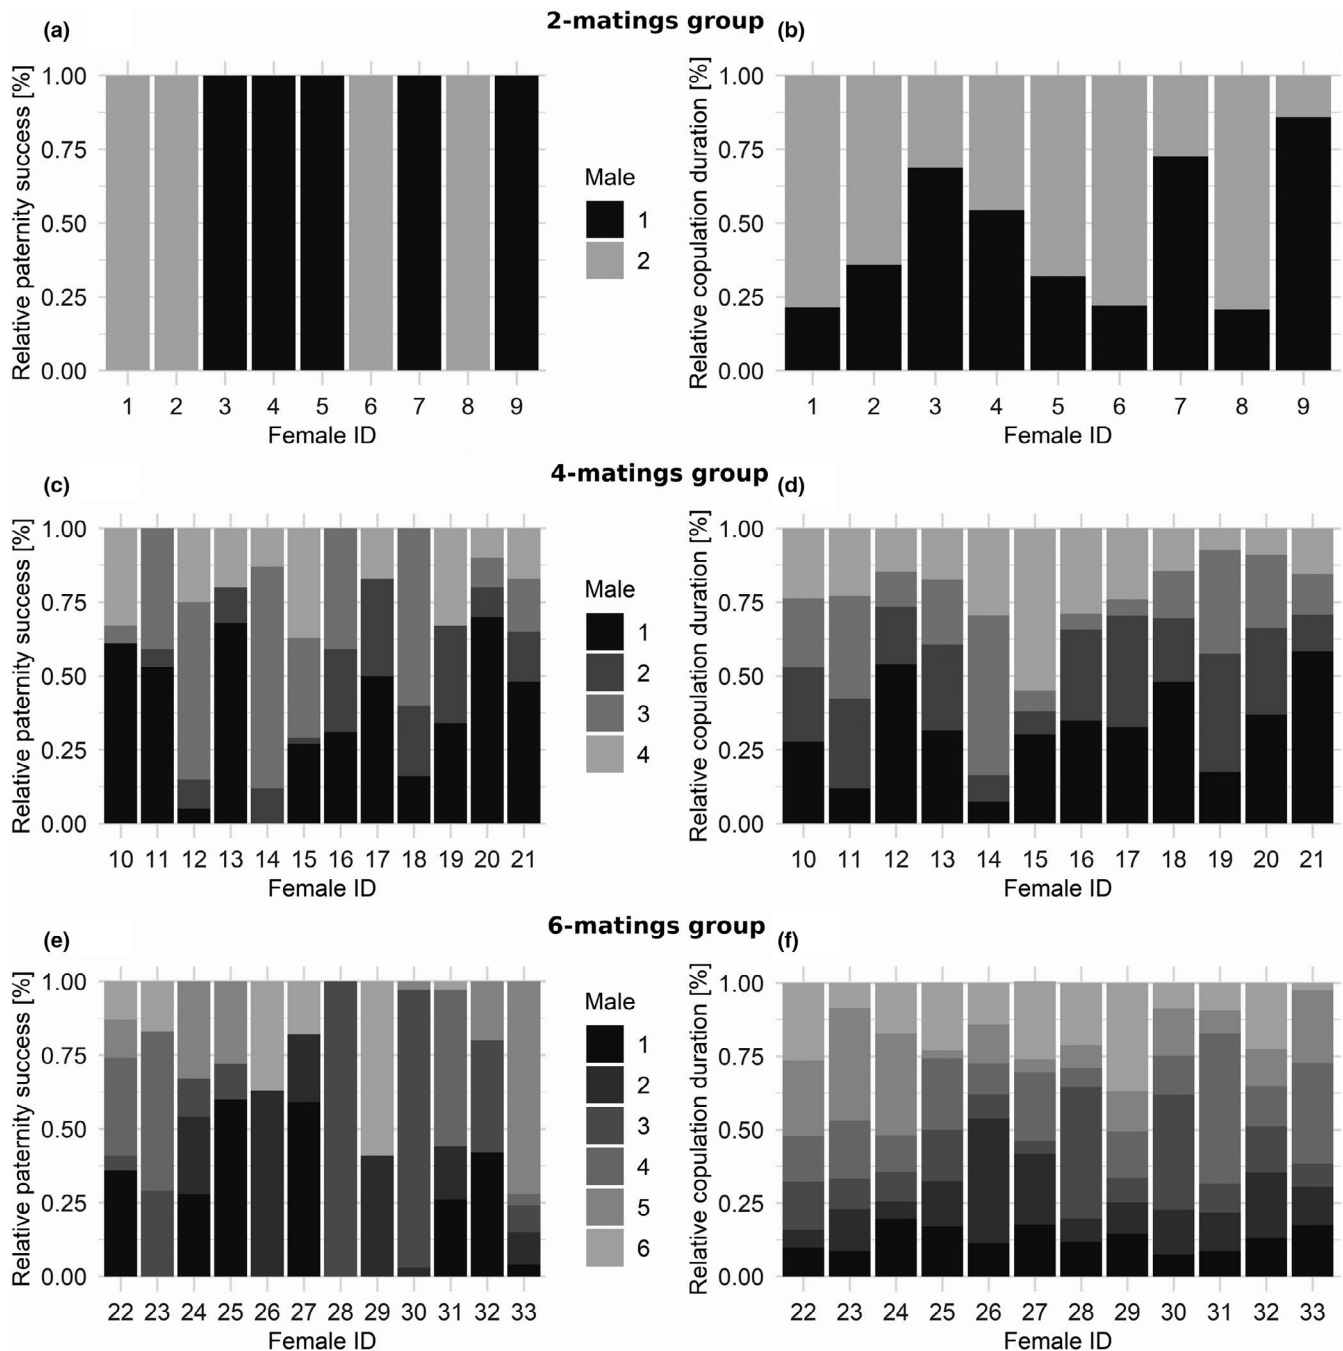 2-matings group
(a)
(b)
Relative paternity success [%]
1.00
0.75
0.50
0.25
0.00
1 2 3 4 5 6 7 8 9
Female ID
Male
1
2
Relative copulation duration [%]
1.00
0.75
0.50
0.25
0.00
1 2 3 4 5 6 7 8 9
Female ID
4-matings group
(c)
(d)
Relative paternity success [%]
1.00
0.75
0.50
0.25
0.00
10 11 12 13 14 15 16 17 18 19 20 21
Female ID
Male
1
2
3
4
Relative copulation duration [%]
1.00
0.75
0.50
0.25
0.00
10 11 12 13 14 15 16 17 18 19 20 21
Female ID
6-matings group
(e)
(f)
Relative paternity success [%]
1.00
0.75
0.50
0.25
0.00
22 23 24 25 26 27 28 29 30 31 32 33
Female ID
Male
1
2
3
4
5
6
Relative copulation duration [%]
1.00
0.75
0.50
0.25
0.00
22 23 24 25 26 27 28 29 30 31 32 33
Female ID